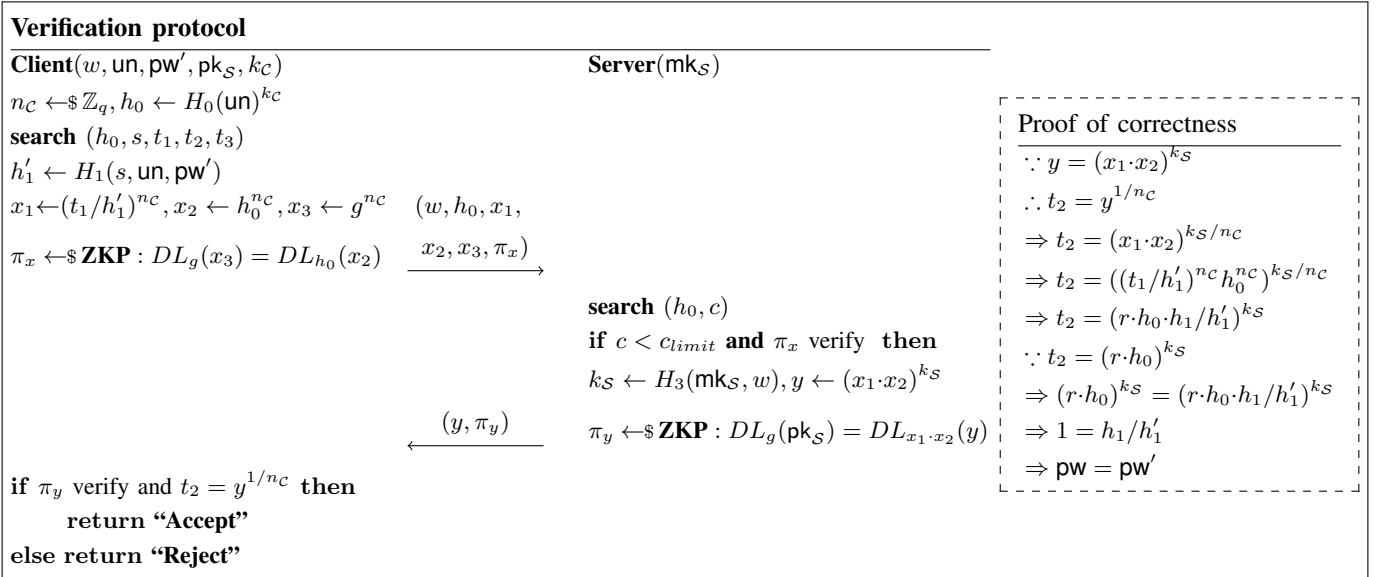 Verification protocol
Client(w, un, pw′, pk_𝒮, k_𝒞) Server(mk_𝒮)
n_𝒞 ←$ ℤ_q, h_0 ← H_0(un)^{k_𝒞}
search (h_0, s, t_1, t_2, t_3)
h′_1 ← H_1(s, un, pw′)
x_1←(t_1/h′_1)^{n_𝒞}, x_2 ← h_0^{n_𝒞}, x_3 ← g^{n_𝒞} (w, h_0, x_1,
π_x ←$ ZKP : DL_g(x_3) = DL_{h_0}(x_2) x_2, x_3, π_x)
search (h_0, c)
if c < c_{limit} and π_x verify then
k_𝒮 ← H_3(mk_𝒮, w), y ← (x_1·x_2)^{k_𝒮}
(y, π_y) π_y ←$ ZKP : DL_g(pk_𝒮) = DL_{x_1·x_2}(y)
if π_y verify and t_2 = y^{1/n_𝒞} then
return “Accept”
else return “Reject”
Proof of correctness
∵ y = (x_1·x_2)^{k_𝒮}
∴ t_2 = y^{1/n_𝒞}
⇒ t_2 = (x_1·x_2)^{k_𝒮/n_𝒞}
⇒ t_2 = ((t_1/h′_1)^{n_𝒞} h_0^{n_𝒞})^{k_𝒮/n_𝒞}
⇒ t_2 = (r·h_0·h_1/h′_1)^{k_𝒮}
∵ t_2 = (r·h_0)^{k_𝒮}
⇒ (r·h_0)^{k_𝒮} = (r·h_0·h_1/h′_1)^{k_𝒮}
⇒ 1 = h_1/h′_1
⇒ pw = pw′